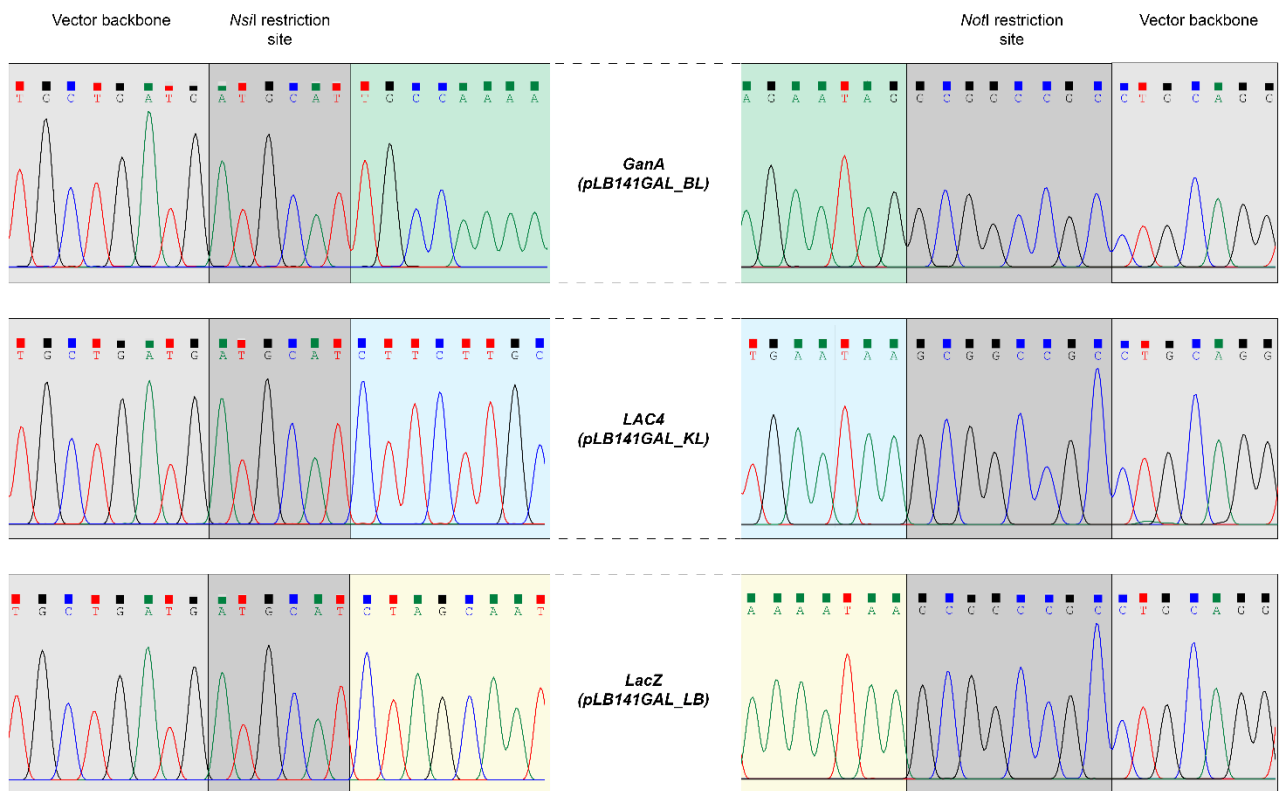 Vector backbone
NsiI restriction
site
NotI restriction
site
Vector backbone
T G C T G A T G A T G C A T T G C C A A A A
A G A A T A G G C G G C C G C C T G C A G G
GanA
(pLB141GAL_BL)
T G C T G A T G A T G C A T C T T C T T G C
T G A A T A A G C G G C C G C C T G C A G G
LAC4
(pLB141GAL_KL)
T G C T G A T G A T G C A T C T A G C A A T
A A A A T A A G C G G C C G C C T G C A G G
LacZ
(pLB141GAL_LB)